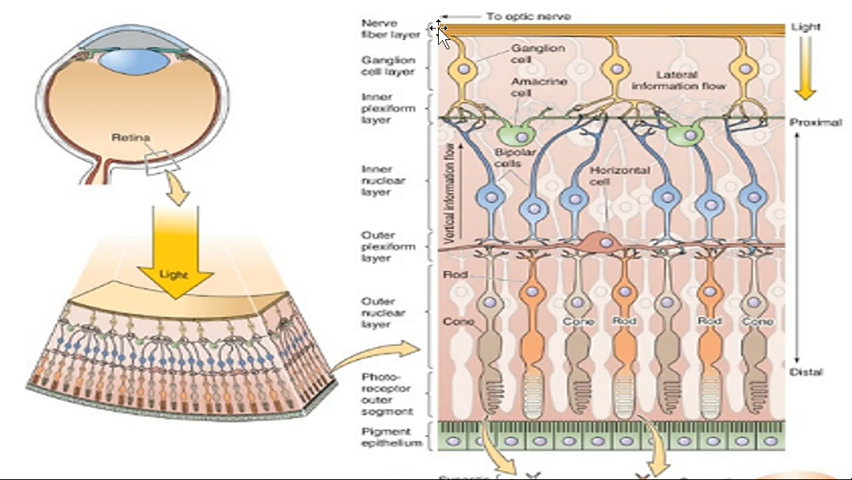 To optic nerve
Nerve
fiber layer
Light
Ganglion
cell
Ganglion
cell layer
Lateral
information flow
Amacrine
cell
Inner
plexiform
layer
Proximal
Retina
Bipolar
cells
Vertical information flow
Horizontal
cell
Inner
nuclear
layer
Outer
plexiform
layer
Light
Rod
Outer
nuclear
layer
Cone
Cone
Rod
Rod
Cone
Distal
Photo-
receptor
outer
segment
Pigment
epithelium